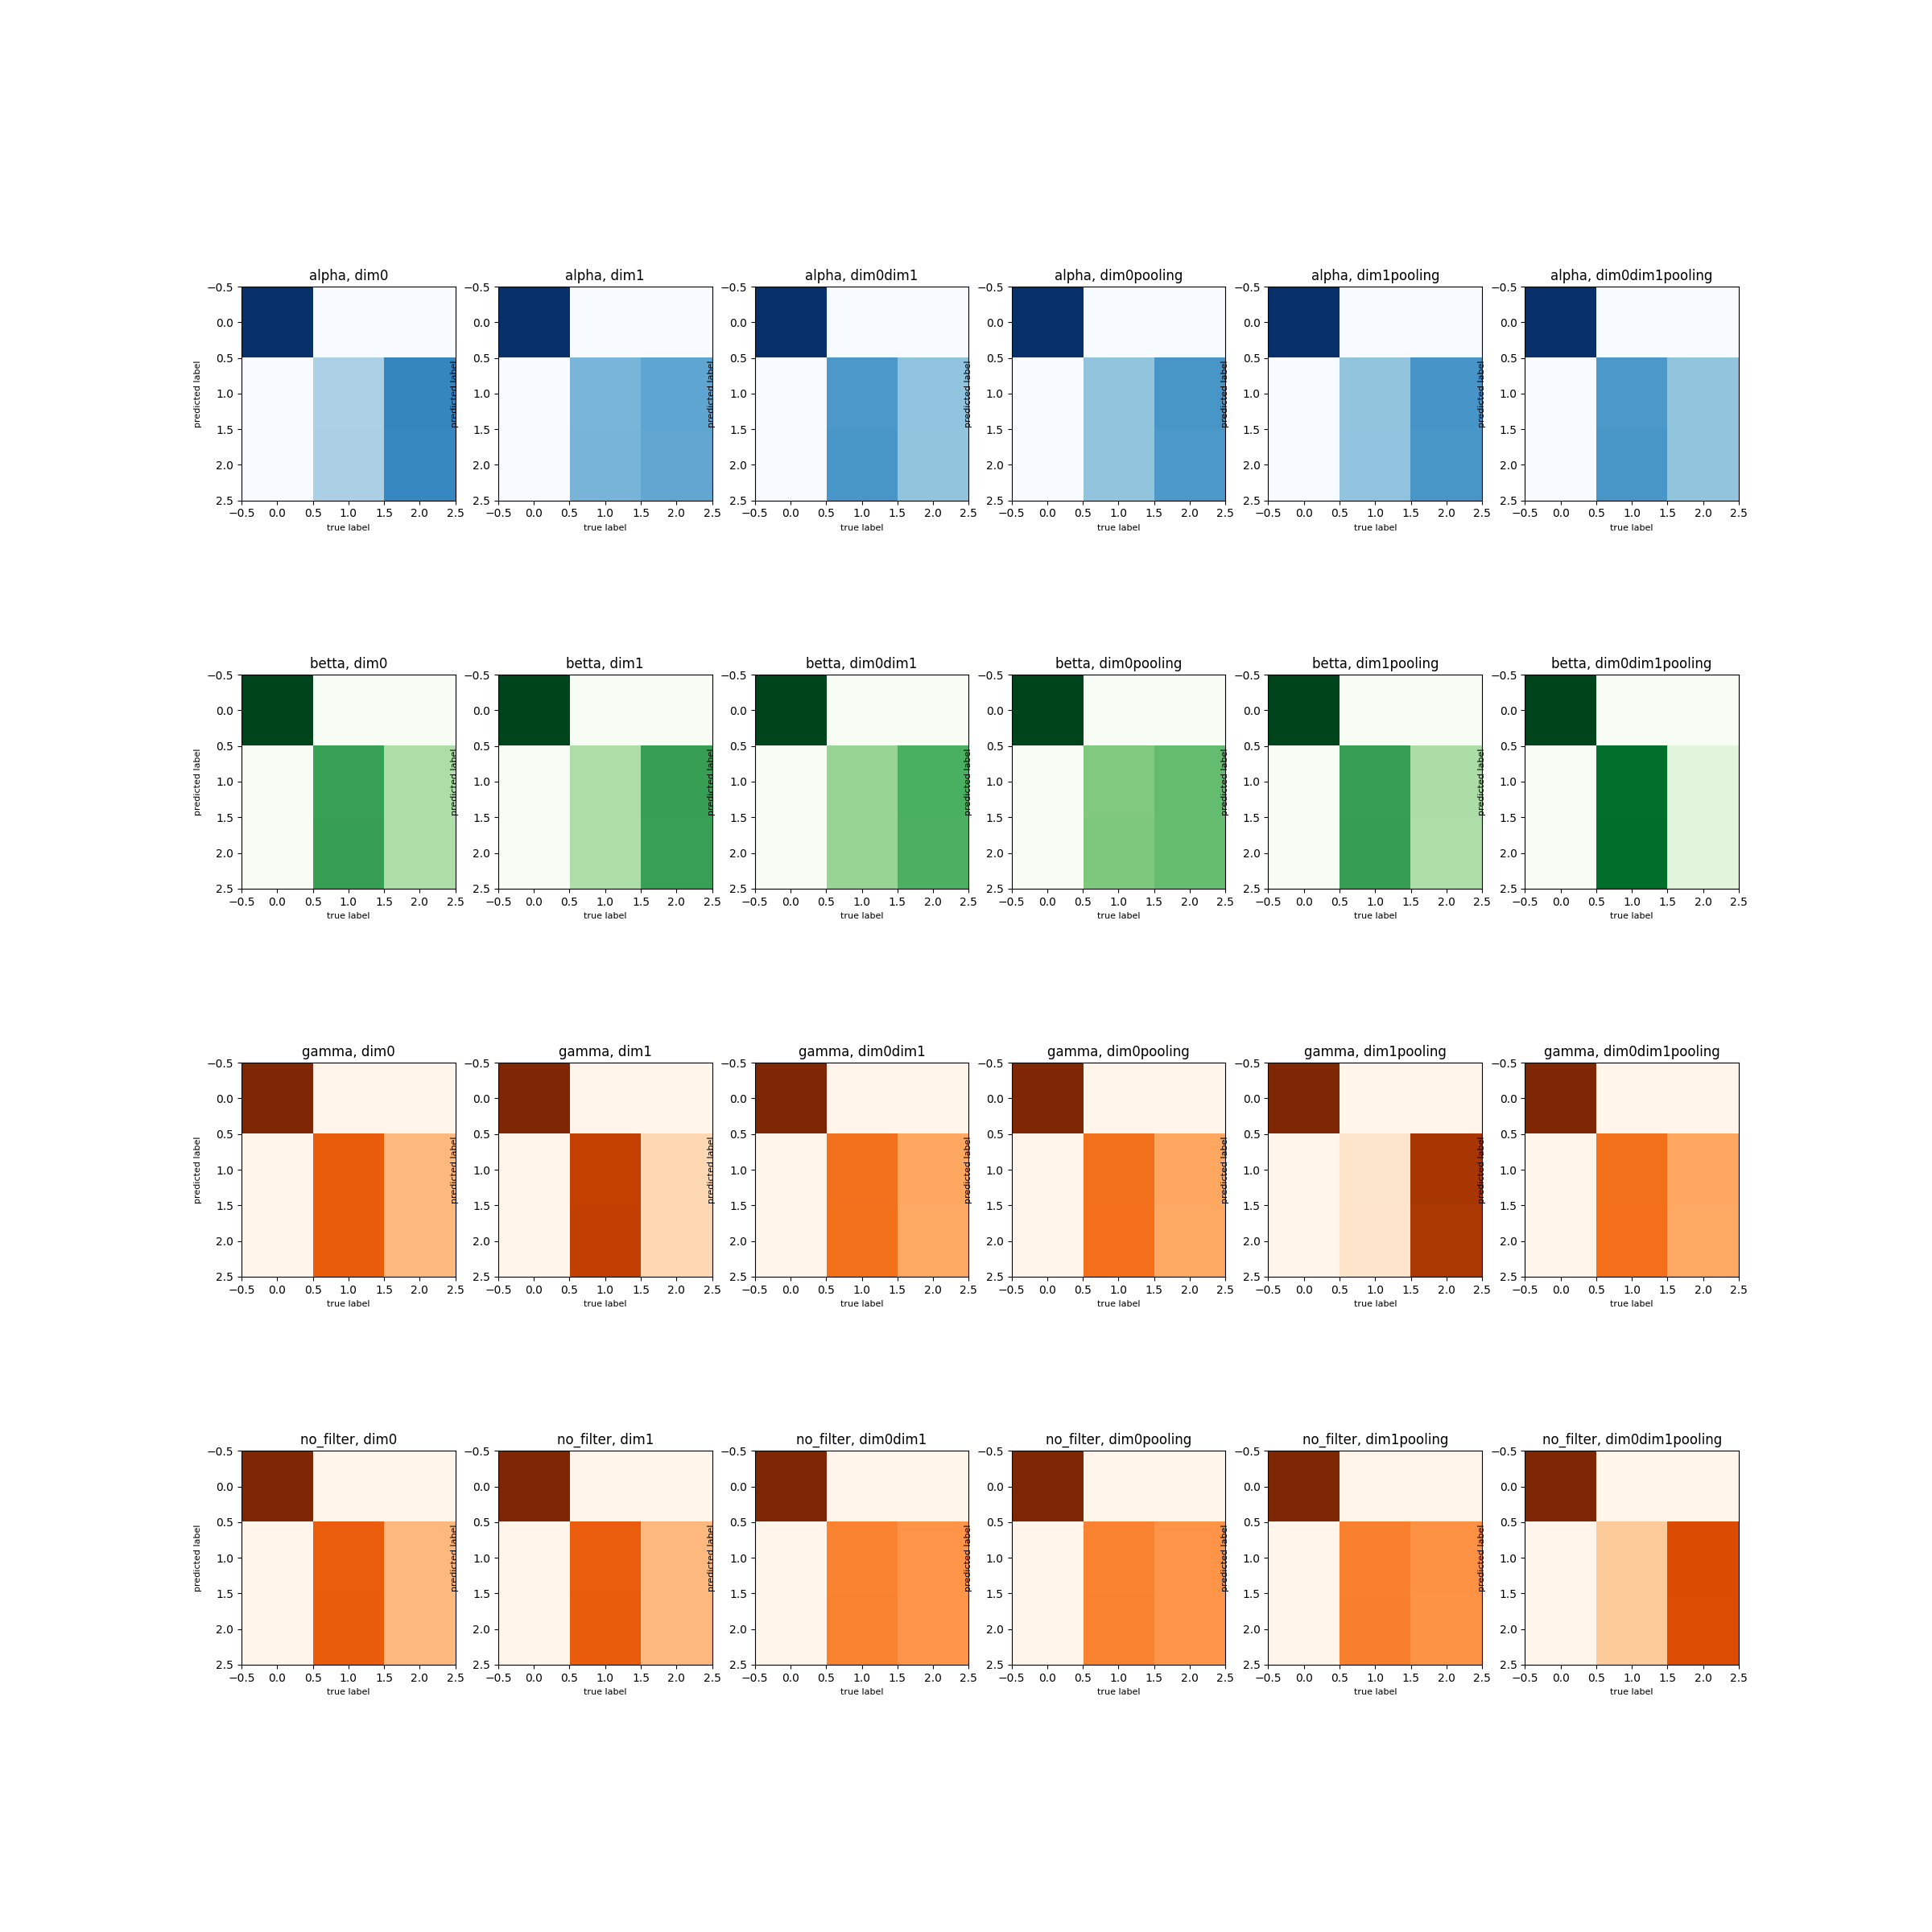 alpha, dim0 alpha, dim1 alpha, dim0dim1 alpha, dim0pooling alpha, dim1pooling alpha, dim0dim1pooling
−0.5 −0.5 −0.5 −0.5 −0.5 −0.5
0.0 0.0 0.0 0.0 0.0 0.0
0.5 0.5 0.5 0.5 0.5 0.5
predicted label predicted label predicted label predicted label predicted label predicted label
1.0 1.0 1.0 1.0 1.0 1.0
1.5 1.5 1.5 1.5 1.5 1.5
2.0 2.0 2.0 2.0 2.0 2.0
2.5 2.5 2.5 2.5 2.5 2.5
−0.5 0.0 0.5 1.0 1.5 2.0 2.5 −0.5 0.0 0.5 1.0 1.5 2.0 2.5 −0.5 0.0 0.5 1.0 1.5 2.0 2.5 −0.5 0.0 0.5 1.0 1.5 2.0 2.5 −0.5 0.0 0.5 1.0 1.5 2.0 2.5 −0.5 0.0 0.5 1.0 1.5 2.0 2.5
true label true label true label true label true label true label
betta, dim0 betta, dim1 betta, dim0dim1 betta, dim0pooling betta, dim1pooling betta, dim0dim1pooling
−0.5 −0.5 −0.5 −0.5 −0.5 −0.5
0.0 0.0 0.0 0.0 0.0 0.0
0.5 0.5 0.5 0.5 0.5 0.5
predicted label predicted label predicted label predicted label predicted label predicted label
1.0 1.0 1.0 1.0 1.0 1.0
1.5 1.5 1.5 1.5 1.5 1.5
2.0 2.0 2.0 2.0 2.0 2.0
2.5 2.5 2.5 2.5 2.5 2.5
−0.5 0.0 0.5 1.0 1.5 2.0 2.5 −0.5 0.0 0.5 1.0 1.5 2.0 2.5 −0.5 0.0 0.5 1.0 1.5 2.0 2.5 −0.5 0.0 0.5 1.0 1.5 2.0 2.5 −0.5 0.0 0.5 1.0 1.5 2.0 2.5 −0.5 0.0 0.5 1.0 1.5 2.0 2.5
true label true label true label true label true label true label
gamma, dim0 gamma, dim1 gamma, dim0dim1 gamma, dim0pooling gamma, dim1pooling gamma, dim0dim1pooling
−0.5 −0.5 −0.5 −0.5 −0.5 −0.5
0.0 0.0 0.0 0.0 0.0 0.0
0.5 0.5 0.5 0.5 0.5 0.5
predicted label predicted label predicted label predicted label predicted label predicted label
1.0 1.0 1.0 1.0 1.0 1.0
1.5 1.5 1.5 1.5 1.5 1.5
2.0 2.0 2.0 2.0 2.0 2.0
2.5 2.5 2.5 2.5 2.5 2.5
−0.5 0.0 0.5 1.0 1.5 2.0 2.5 −0.5 0.0 0.5 1.0 1.5 2.0 2.5 −0.5 0.0 0.5 1.0 1.5 2.0 2.5 −0.5 0.0 0.5 1.0 1.5 2.0 2.5 −0.5 0.0 0.5 1.0 1.5 2.0 2.5 −0.5 0.0 0.5 1.0 1.5 2.0 2.5
true label true label true label true label true label true label
no_filter, dim0 no_filter, dim1 no_filter, dim0dim1 no_filter, dim0pooling no_filter, dim1pooling no_filter, dim0dim1pooling
−0.5 −0.5 −0.5 −0.5 −0.5 −0.5
0.0 0.0 0.0 0.0 0.0 0.0
0.5 0.5 0.5 0.5 0.5 0.5
predicted label predicted label predicted label predicted label predicted label predicted label
1.0 1.0 1.0 1.0 1.0 1.0
1.5 1.5 1.5 1.5 1.5 1.5
2.0 2.0 2.0 2.0 2.0 2.0
2.5 2.5 2.5 2.5 2.5 2.5
−0.5 0.0 0.5 1.0 1.5 2.0 2.5 −0.5 0.0 0.5 1.0 1.5 2.0 2.5 −0.5 0.0 0.5 1.0 1.5 2.0 2.5 −0.5 0.0 0.5 1.0 1.5 2.0 2.5 −0.5 0.0 0.5 1.0 1.5 2.0 2.5 −0.5 0.0 0.5 1.0 1.5 2.0 2.5
true label true label true label true label true label true label